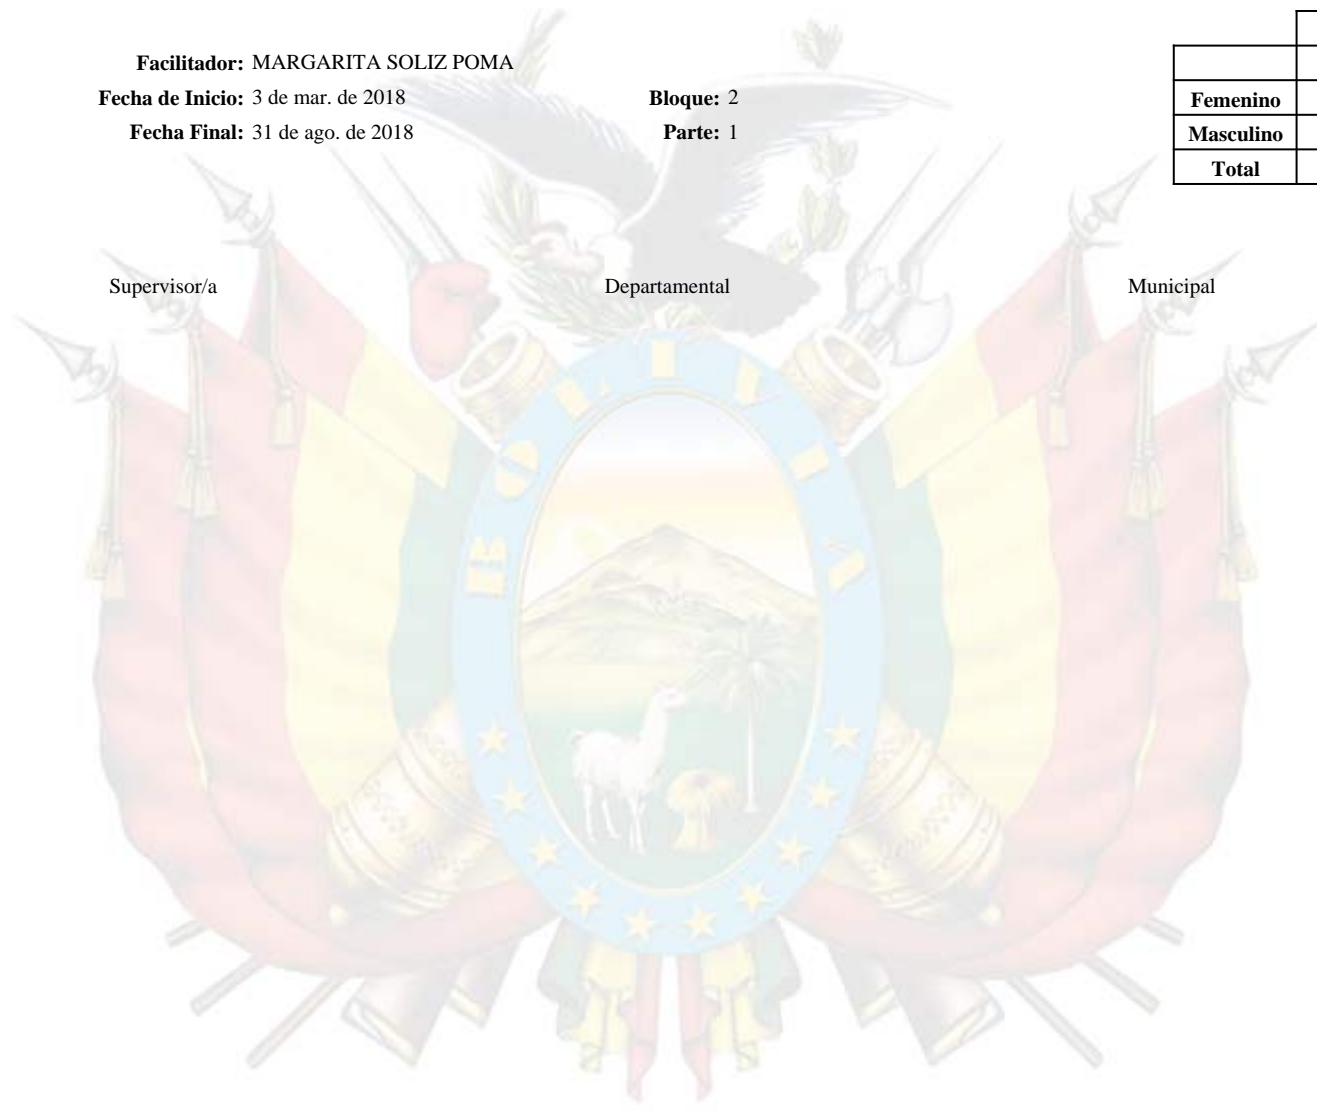 Facilitador: MARGARITA SOLIZ POMA
Fecha de Inicio: 3 de mar. de 2018 Bloque: 2
Fecha Final: 31 de ago. de 2018 Parte: 1
Femenino
Masculino
Total
Supervisor/a Departamental Municipal
BOLIVIA